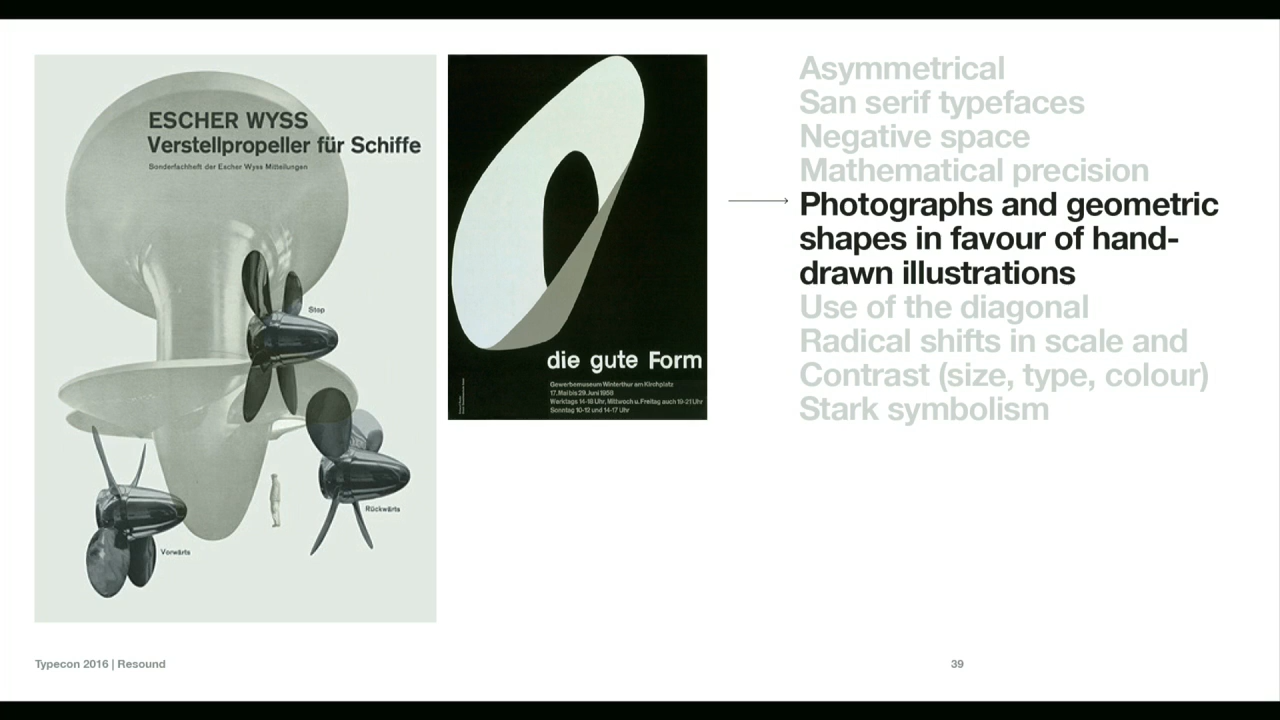 ESCHER WYSS
Verstellpropeller für Schiffe
Sonderfachheft der Escher Wyss Mitteilungen
Stop
Rückwärts
Vorwärts
die gute Form
Gewerbemuseum Winterthur am Kirchplatz
Werktags 14-18 Uhr, Mittwoch u. Freitag auch 19-21 Uhr
Sonntag 10-12 und 14-17 Uhr
Asymmetrical
San serif typefaces
Negative space
Mathematical precision
Photographs and geometric
shapes in favour of hand-
drawn illustrations
Use of the diagonal
Radical shifts in scale and
Contrast (size, type, colour)
Stark symbolism
Typecon 2016 | Resound
39